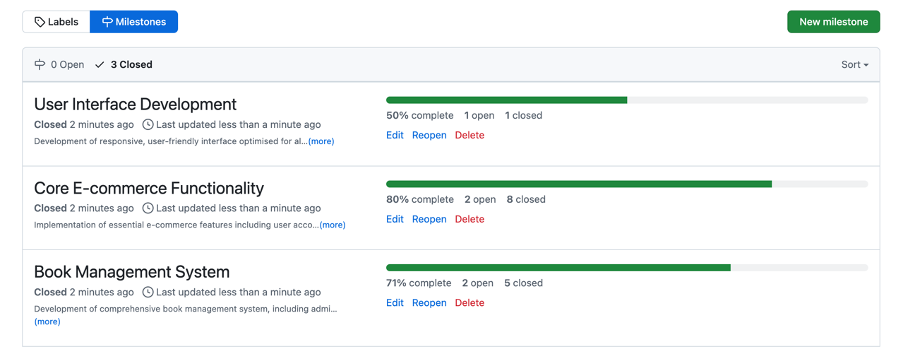 Labels Milestones New milestone
0 Open 3 Closed Sort
User Interface Development
Closed 2 minutes ago Last updated less than a minute ago
Development of responsive, user-friendly interface optimised for al...(more)
50% complete 1 open 1 closed
Edit Reopen Delete
Core E-commerce Functionality
Closed 2 minutes ago Last updated less than a minute ago
Implementation of essential e-commerce features including user acco...(more)
80% complete 2 open 8 closed
Edit Reopen Delete
Book Management System
Closed 2 minutes ago Last updated less than a minute ago
Development of comprehensive book management system, including admi...
(more)
71% complete 2 open 5 closed
Edit Reopen Delete